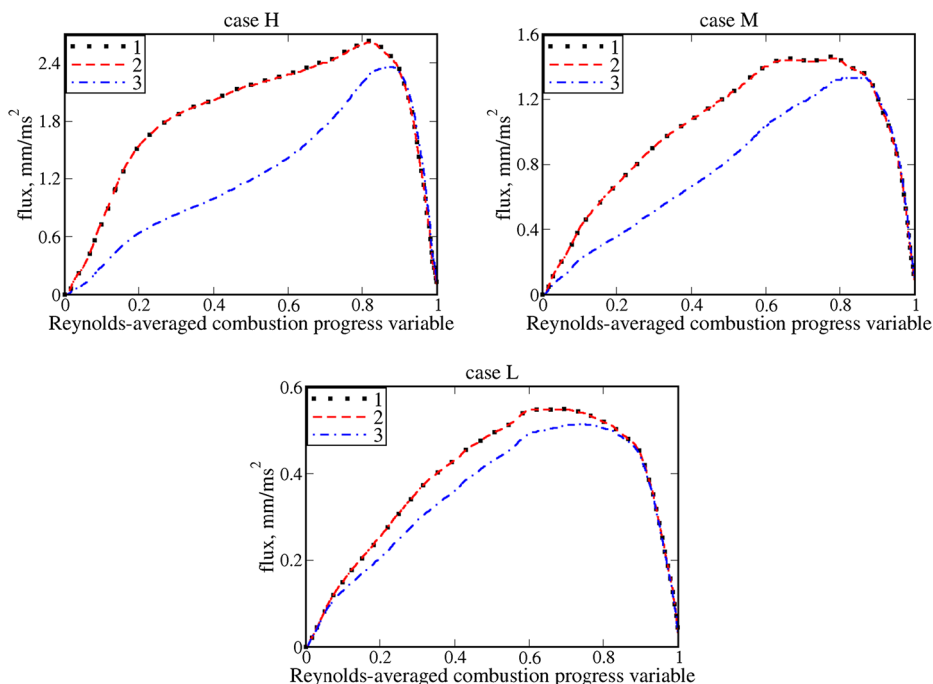 case H
1
2
3
2.4
1.8
1.2
0.6
0
flux, mm/ms²
0 0.2 0.4 0.6 0.8 1
Reynolds-averaged combustion progress variable
case M
1
2
3
1.6
1.2
0.8
0.4
0
flux, mm/ms²
0 0.2 0.4 0.6 0.8 1
Reynolds-averaged combustion progress variable
case L
1
2
3
0.6
0.4
0.2
0
flux, mm/ms²
0 0.2 0.4 0.6 0.8 1
Reynolds-averaged combustion progress variable